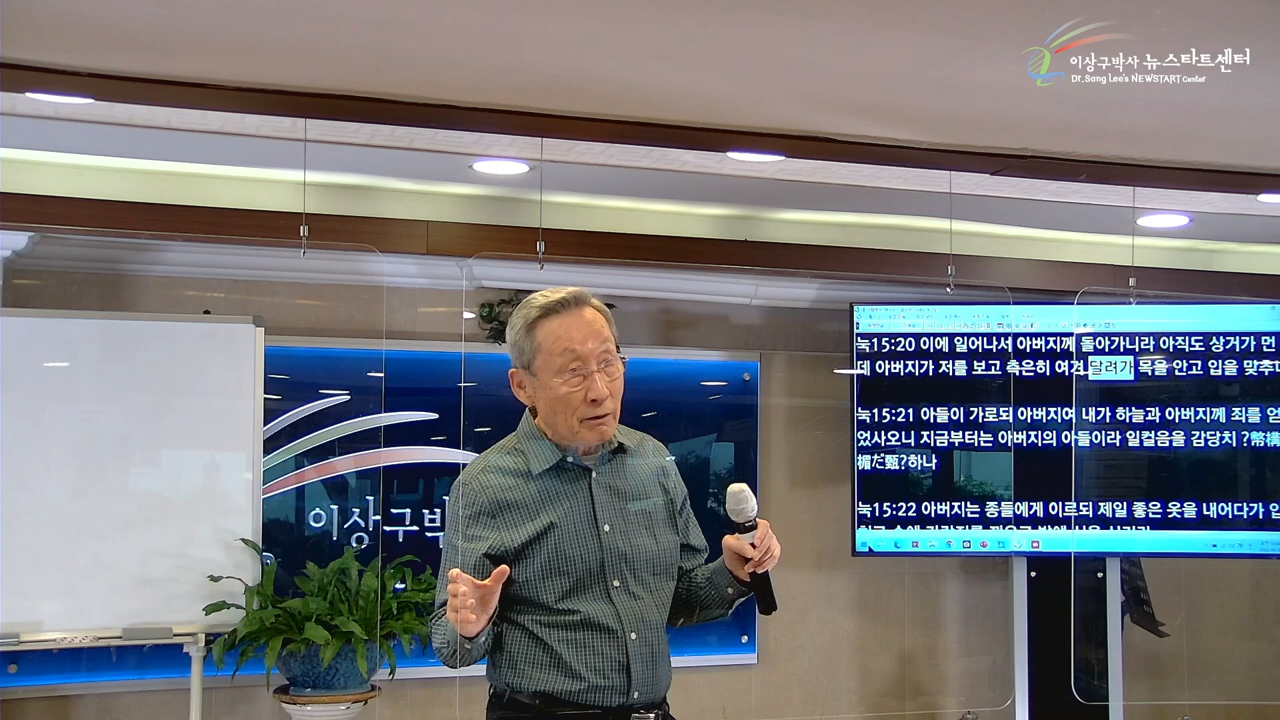 이상구박사 뉴스타트센터
Dr. Sang Lee's NEWSTART Center
이상구박
눅15:20 이에 일어나서 아버지께 돌아가니라 아직도 상거가 먼
데 아버지가 저를 보고 측은히 여겨 달려가 목을 안고 입을 맞추니
눅15:21 아들이 가로되 아버지여 내가 하늘과 아버지께 죄를 얻
었사오니 지금부터는 아버지의 아들이라 일컬음을 감당치 ?幣構
楣だ甄?하나
눅15:22 아버지는 종들에게 이르되 제일 좋은 옷을 내어다가 입